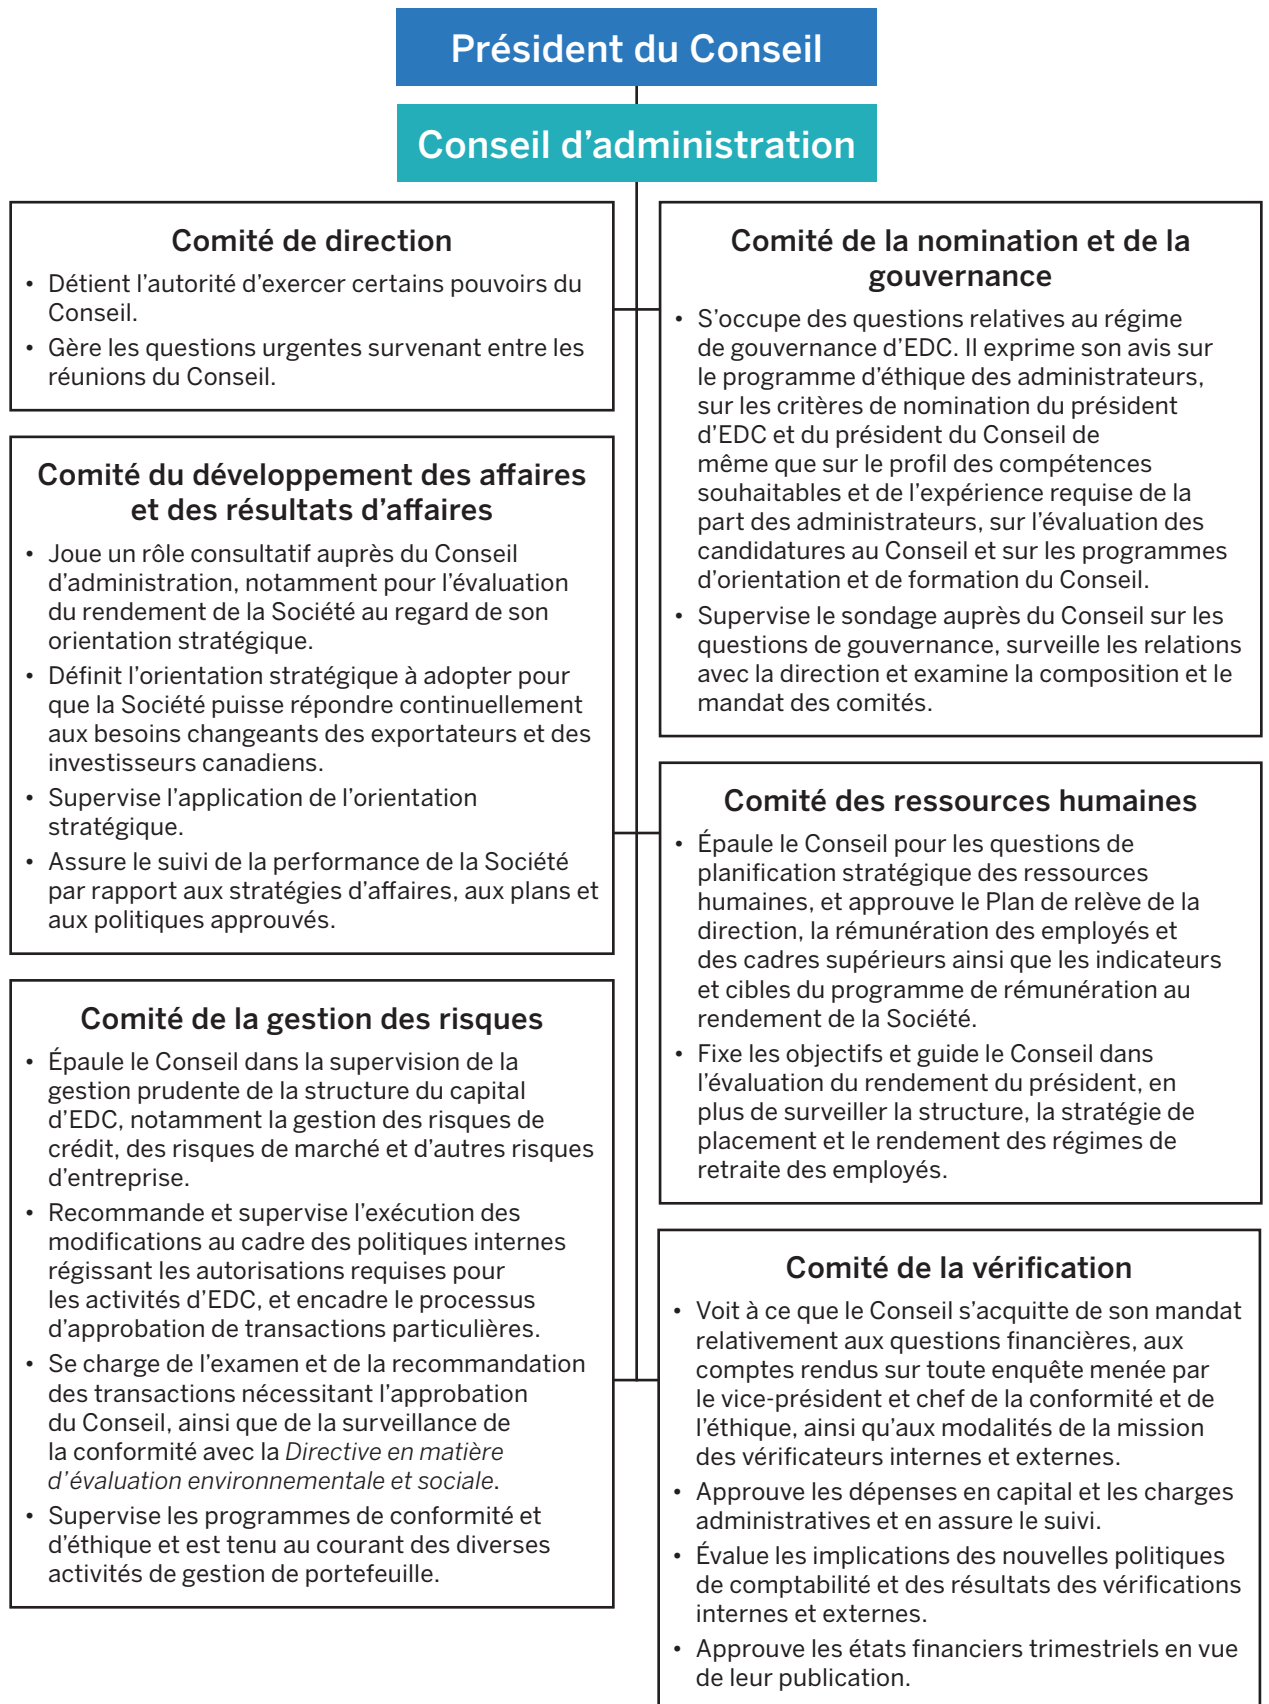 Président du Conseil
Conseil d'administration
Comité de direction
• Détient l'autorité d'exercer certains pouvoirs du
Conseil.
• Gère les questions urgentes survenant entre les
réunions du Conseil.
Comité du développement des affaires
et des résultats d'affaires
• Joue un rôle consultatif auprès du Conseil
d'administration, notamment pour l'évaluation
du rendement de la Société au regard de son
orientation stratégique.
• Définit l'orientation stratégique à adopter pour
que la Société puisse répondre continuellement
aux besoins changeants des exportateurs et des
investisseurs canadiens.
• Supervise l'application de l'orientation
stratégique.
• Assure le suivi de la performance de la Société
par rapport aux stratégies d'affaires, aux plans et
aux politiques approuvés.
Comité de la gestion des risques
• Épaule le Conseil dans la supervision de la
gestion prudente de la structure du capital
d'EDC, notamment la gestion des risques de
crédit, des risques de marché et d'autres risques
d'entreprise.
• Recommande et supervise l'exécution des
modifications au cadre des politiques internes
régissant les autorisations requises pour
les activités d'EDC, et encadre le processus
d'approbation de transactions particulières.
• Se charge de l'examen et de la recommandation
des transactions nécessitant l'approbation
du Conseil, ainsi que de la surveillance de
la conformité avec la Directive en matière
d'évaluation environnementale et sociale.
• Supervise les programmes de conformité et
d'éthique et est tenu au courant des diverses
activités de gestion de portefeuille.
Comité de la nomination et de la
gouvernance
• S'occupe des questions relatives au régime
de gouvernance d'EDC. Il exprime son avis sur
le programme d'éthique des administrateurs,
sur les critères de nomination du président
d'EDC et du président du Conseil de
même que sur le profil des compétences
souhaitables et de l'expérience requise de la
part des administrateurs, sur l'évaluation des
candidatures au Conseil et sur les programmes
d'orientation et de formation du Conseil.
• Supervise le sondage auprès du Conseil sur les
questions de gouvernance, surveille les relations
avec la direction et examine la composition et le
mandat des comités.
Comité des ressources humaines
• Épaule le Conseil pour les questions de
planification stratégique des ressources
humaines, et approuve le Plan de relève de la
direction, la rémunération des employés et
des cadres supérieurs ainsi que les indicateurs
et cibles du programme de rémunération au
rendement de la Société.
• Fixe les objectifs et guide le Conseil dans
l'évaluation du rendement du président, en
plus de surveiller la structure, la stratégie de
placement et le rendement des régimes de
retraite des employés.
Comité de la vérification
• Voit à ce que le Conseil s'acquitte de son mandat
relativement aux questions financières, aux
comptes rendus sur toute enquête menée par
le vice-président et chef de la conformité et de
l'éthique, ainsi qu'aux modalités de la mission
des vérificateurs internes et externes.
• Approuve les dépenses en capital et les charges
administratives et en assure le suivi.
• Évalue les implications des nouvelles politiques
de comptabilité et des résultats des vérifications
internes et externes.
• Approuve les états financiers trimestriels en vue
de leur publication.